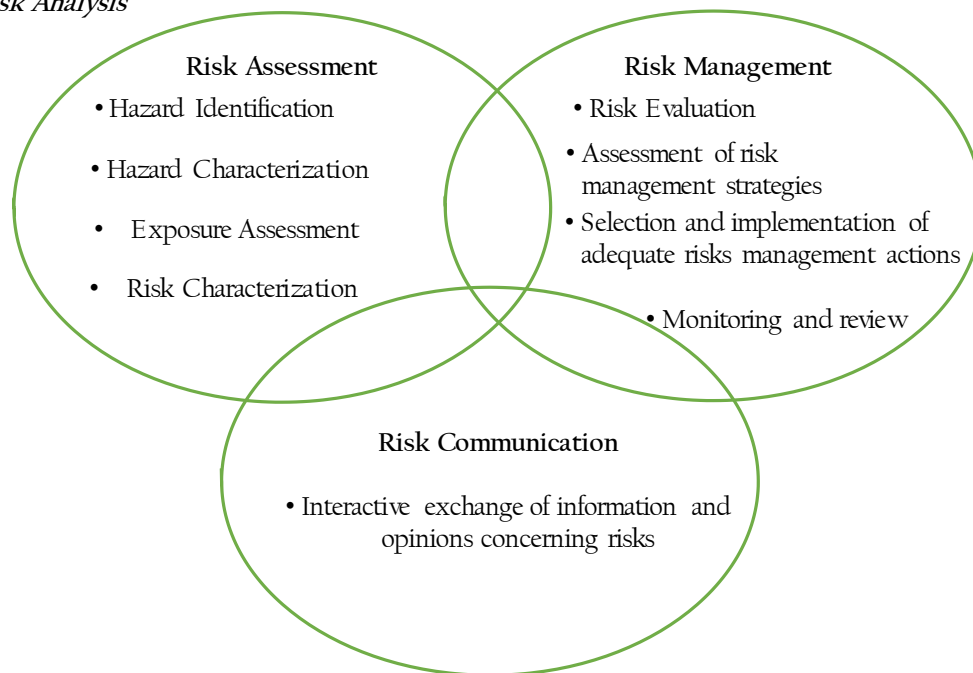 sk Analysis
Risk Assessment
• Hazard Identification
• Hazard Characterization
• Exposure Assessment
• Risk Characterization
Risk Management
• Risk Evaluation
• Assessment of risk
management strategies
• Selection and implementation of
adequate risks management actions
• Monitoring and review
Risk Communication
• Interactive exchange of information and
opinions concerning risks